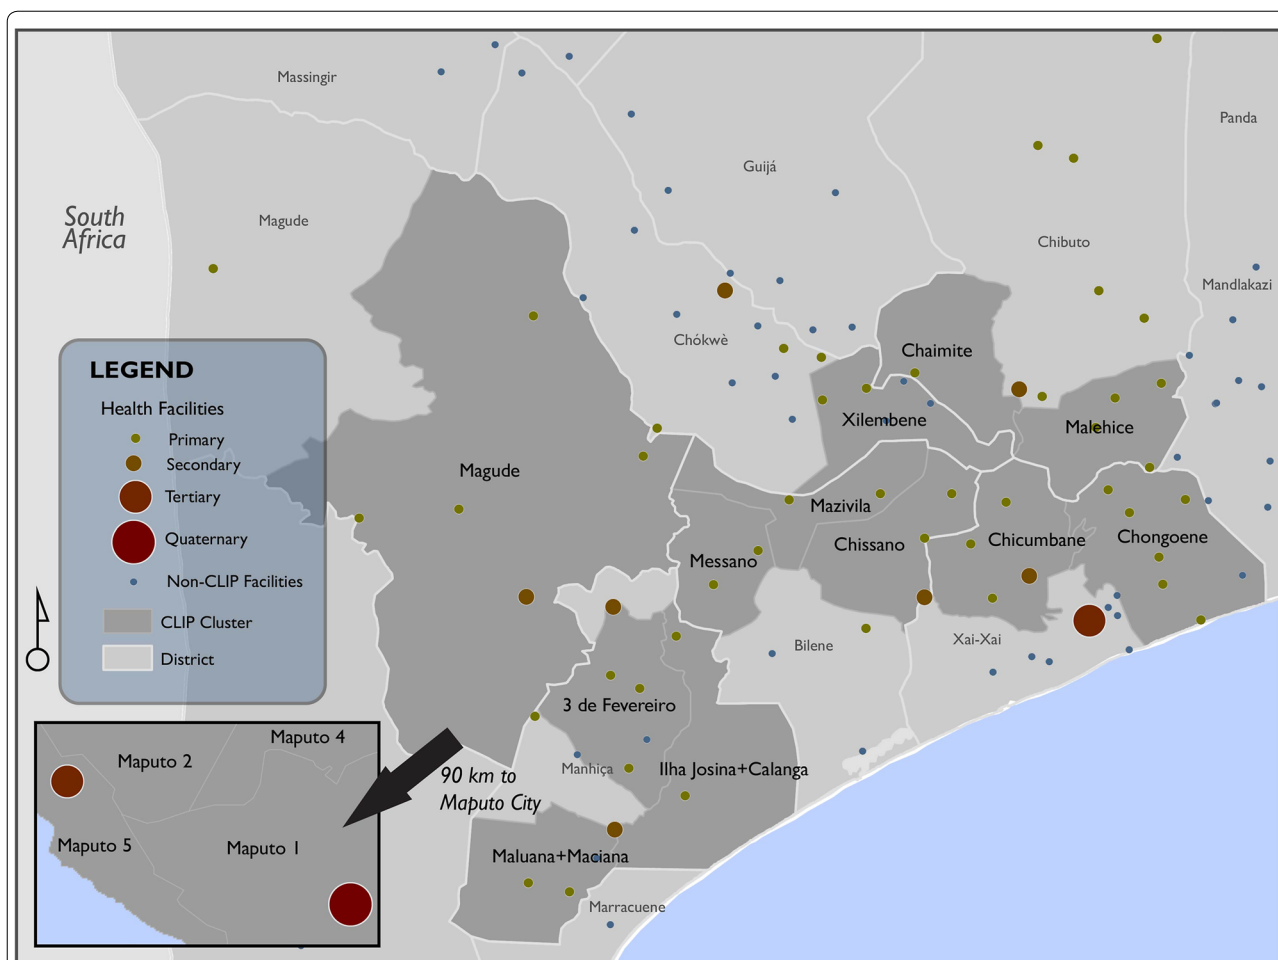 Massingir
Panda
Guijá
South
Africa
Magude
Chibuto
Mandlakazi
Chókwè
Chaimite
LEGEND
Health Facilities
Primary
Secondary
Tertiary
Quaternary
Non-CLIP Facilities
CLIP Cluster
District
Xilembene
Malehice
Magude
Mazivila
Chissano
Chicumbane
Chongoene
Messano
Bilene
Xai-Xai
3 de Fevereiro
Manhiça
Ilha Josina+Calanga
90 km to
Maputo City
Maputo 4
Maputo 2
Maputo 5
Maputo 1
Maluana+Maciana
Marracuene